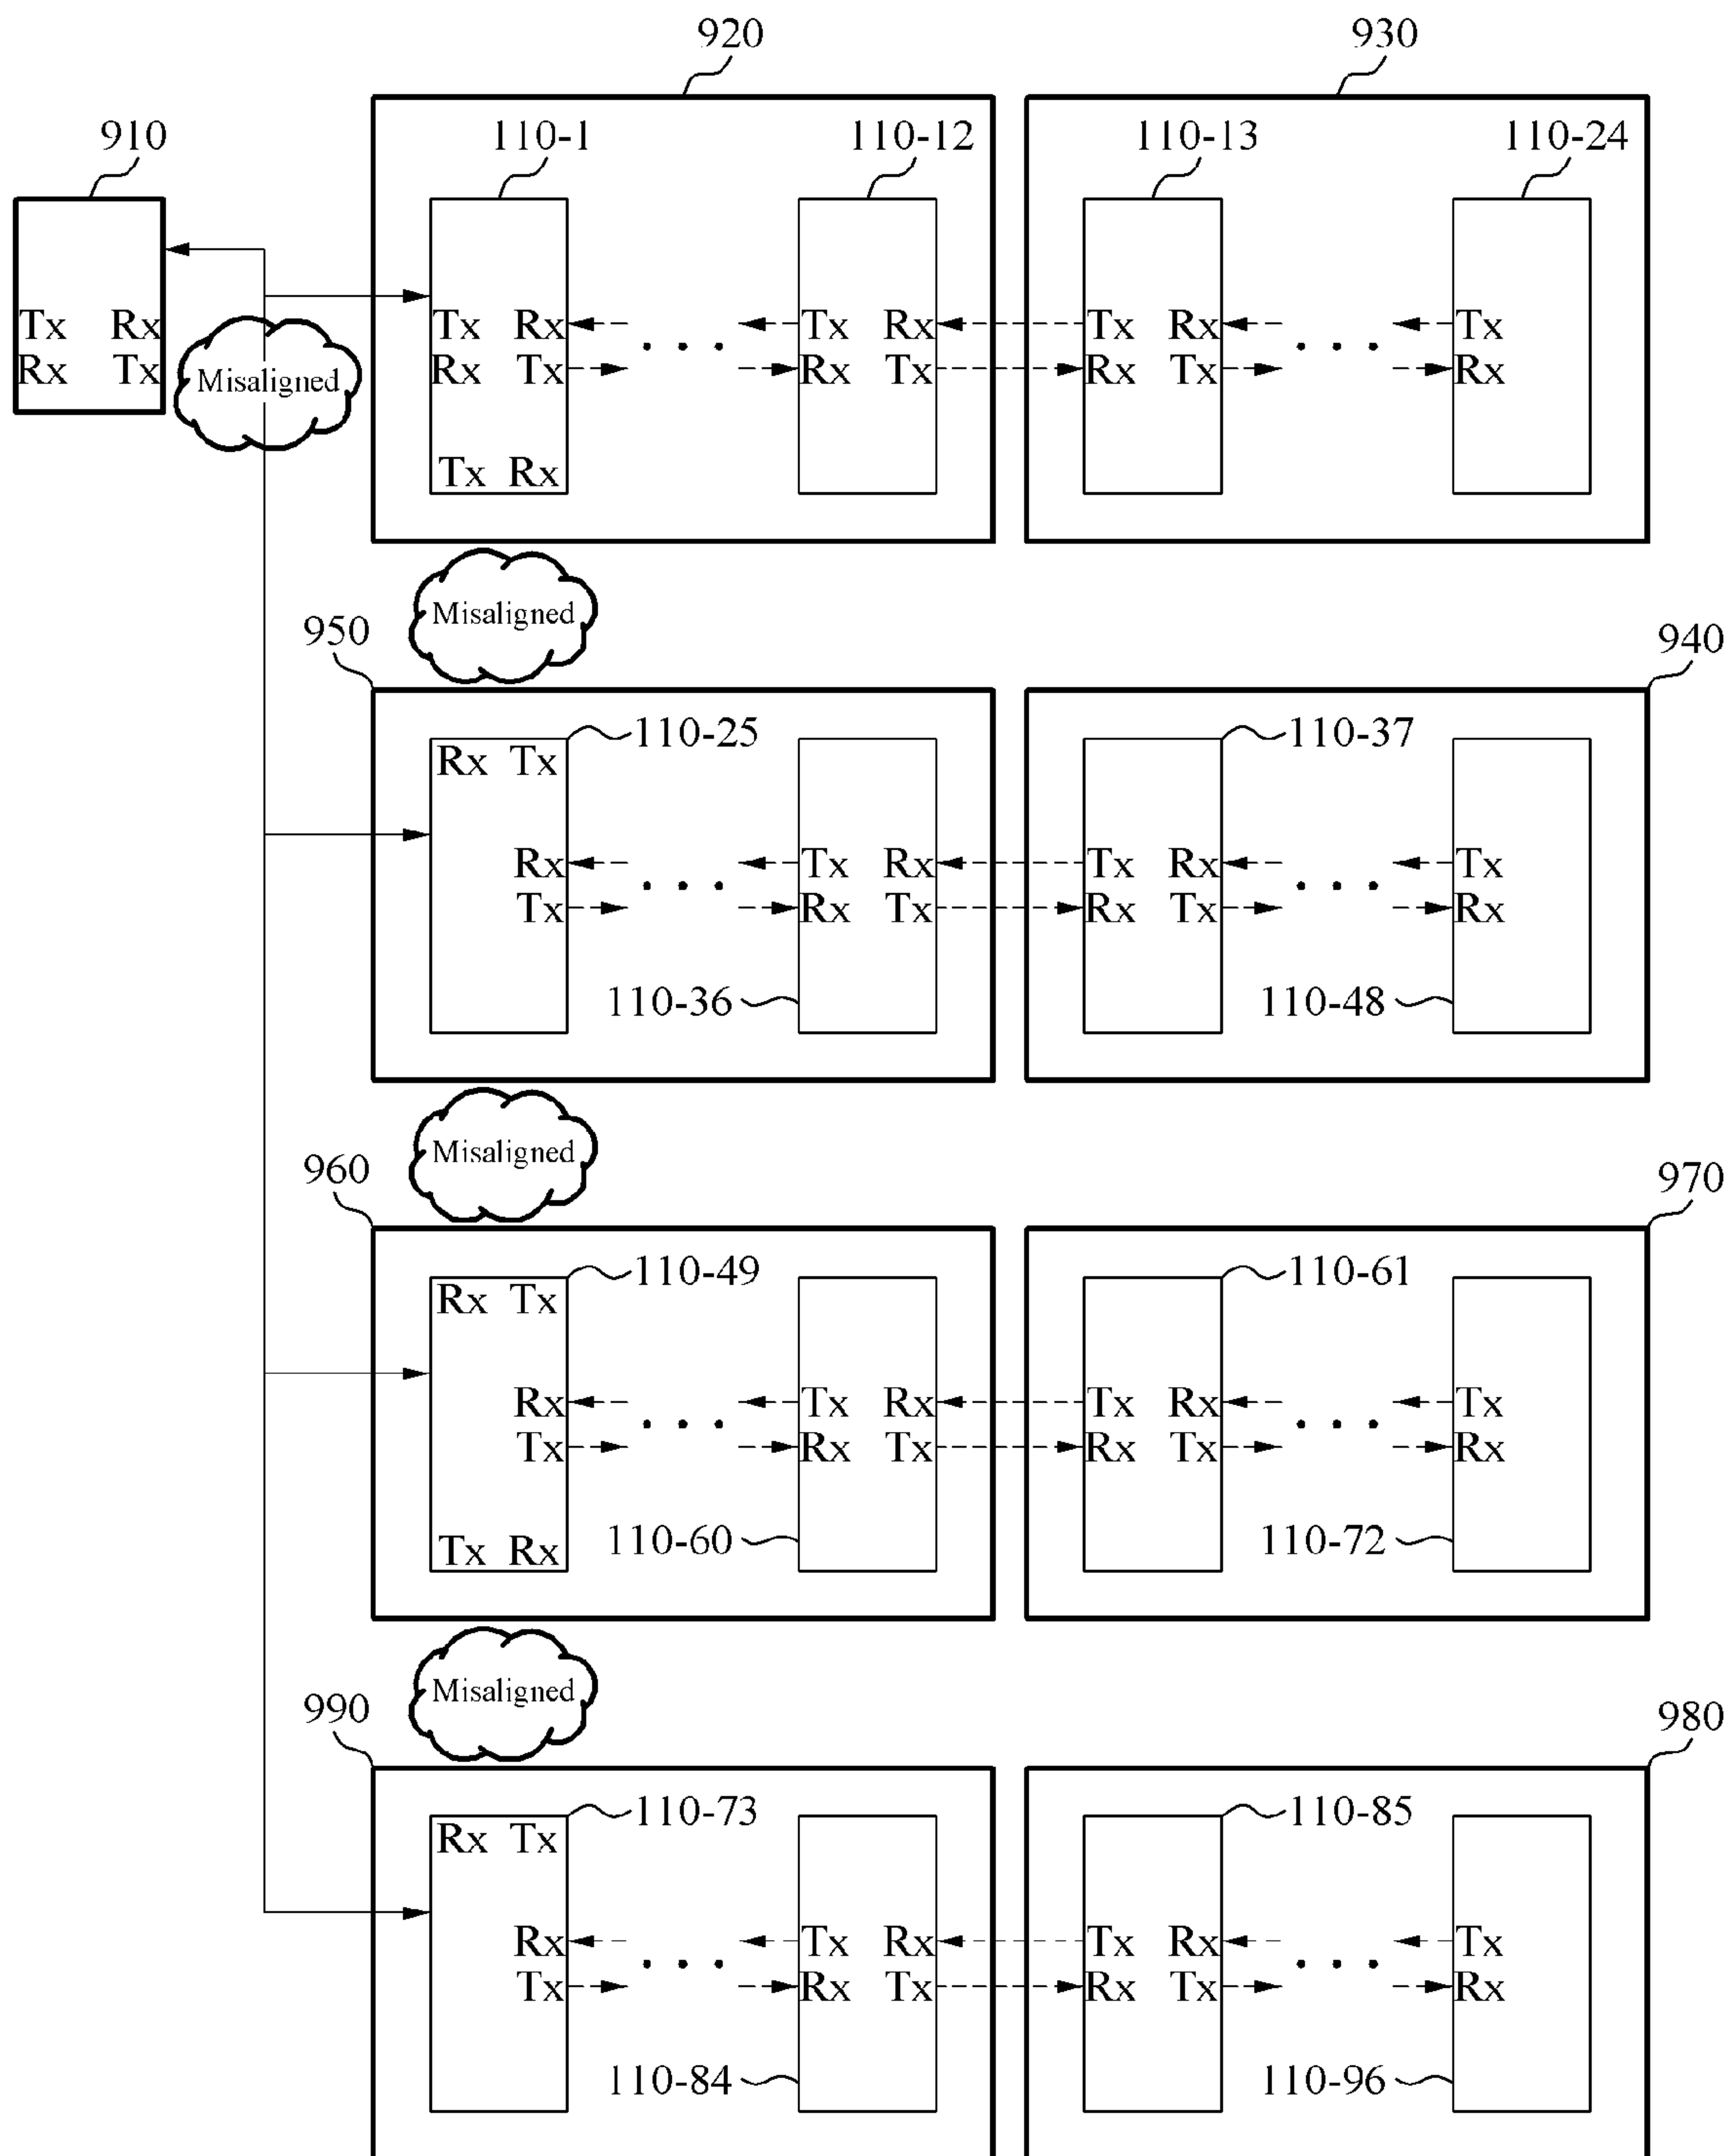 920 930
910 110-1 110-12 110-13 110-24
Tx Rx Tx Rx Tx Rx Tx Rx Tx
Rx Tx Misaligned Rx Tx Rx Tx Rx Tx Rx
Tx Rx
Misaligned
950 940
110-25 110-37
Rx Tx
Rx Tx Rx Tx Rx Tx
Tx Rx Tx Rx Tx Rx
110-36 110-48
Misaligned
960 970
110-49 110-61
Rx Tx
Rx Tx Rx Tx Rx Tx
Tx Rx Tx Rx Tx Rx
Tx Rx 110-60 110-72
Misaligned
990 980
110-73 110-85
Rx Tx
Rx Tx Rx Tx Rx Tx
Tx Rx Tx Rx Tx Rx
110-84 110-96